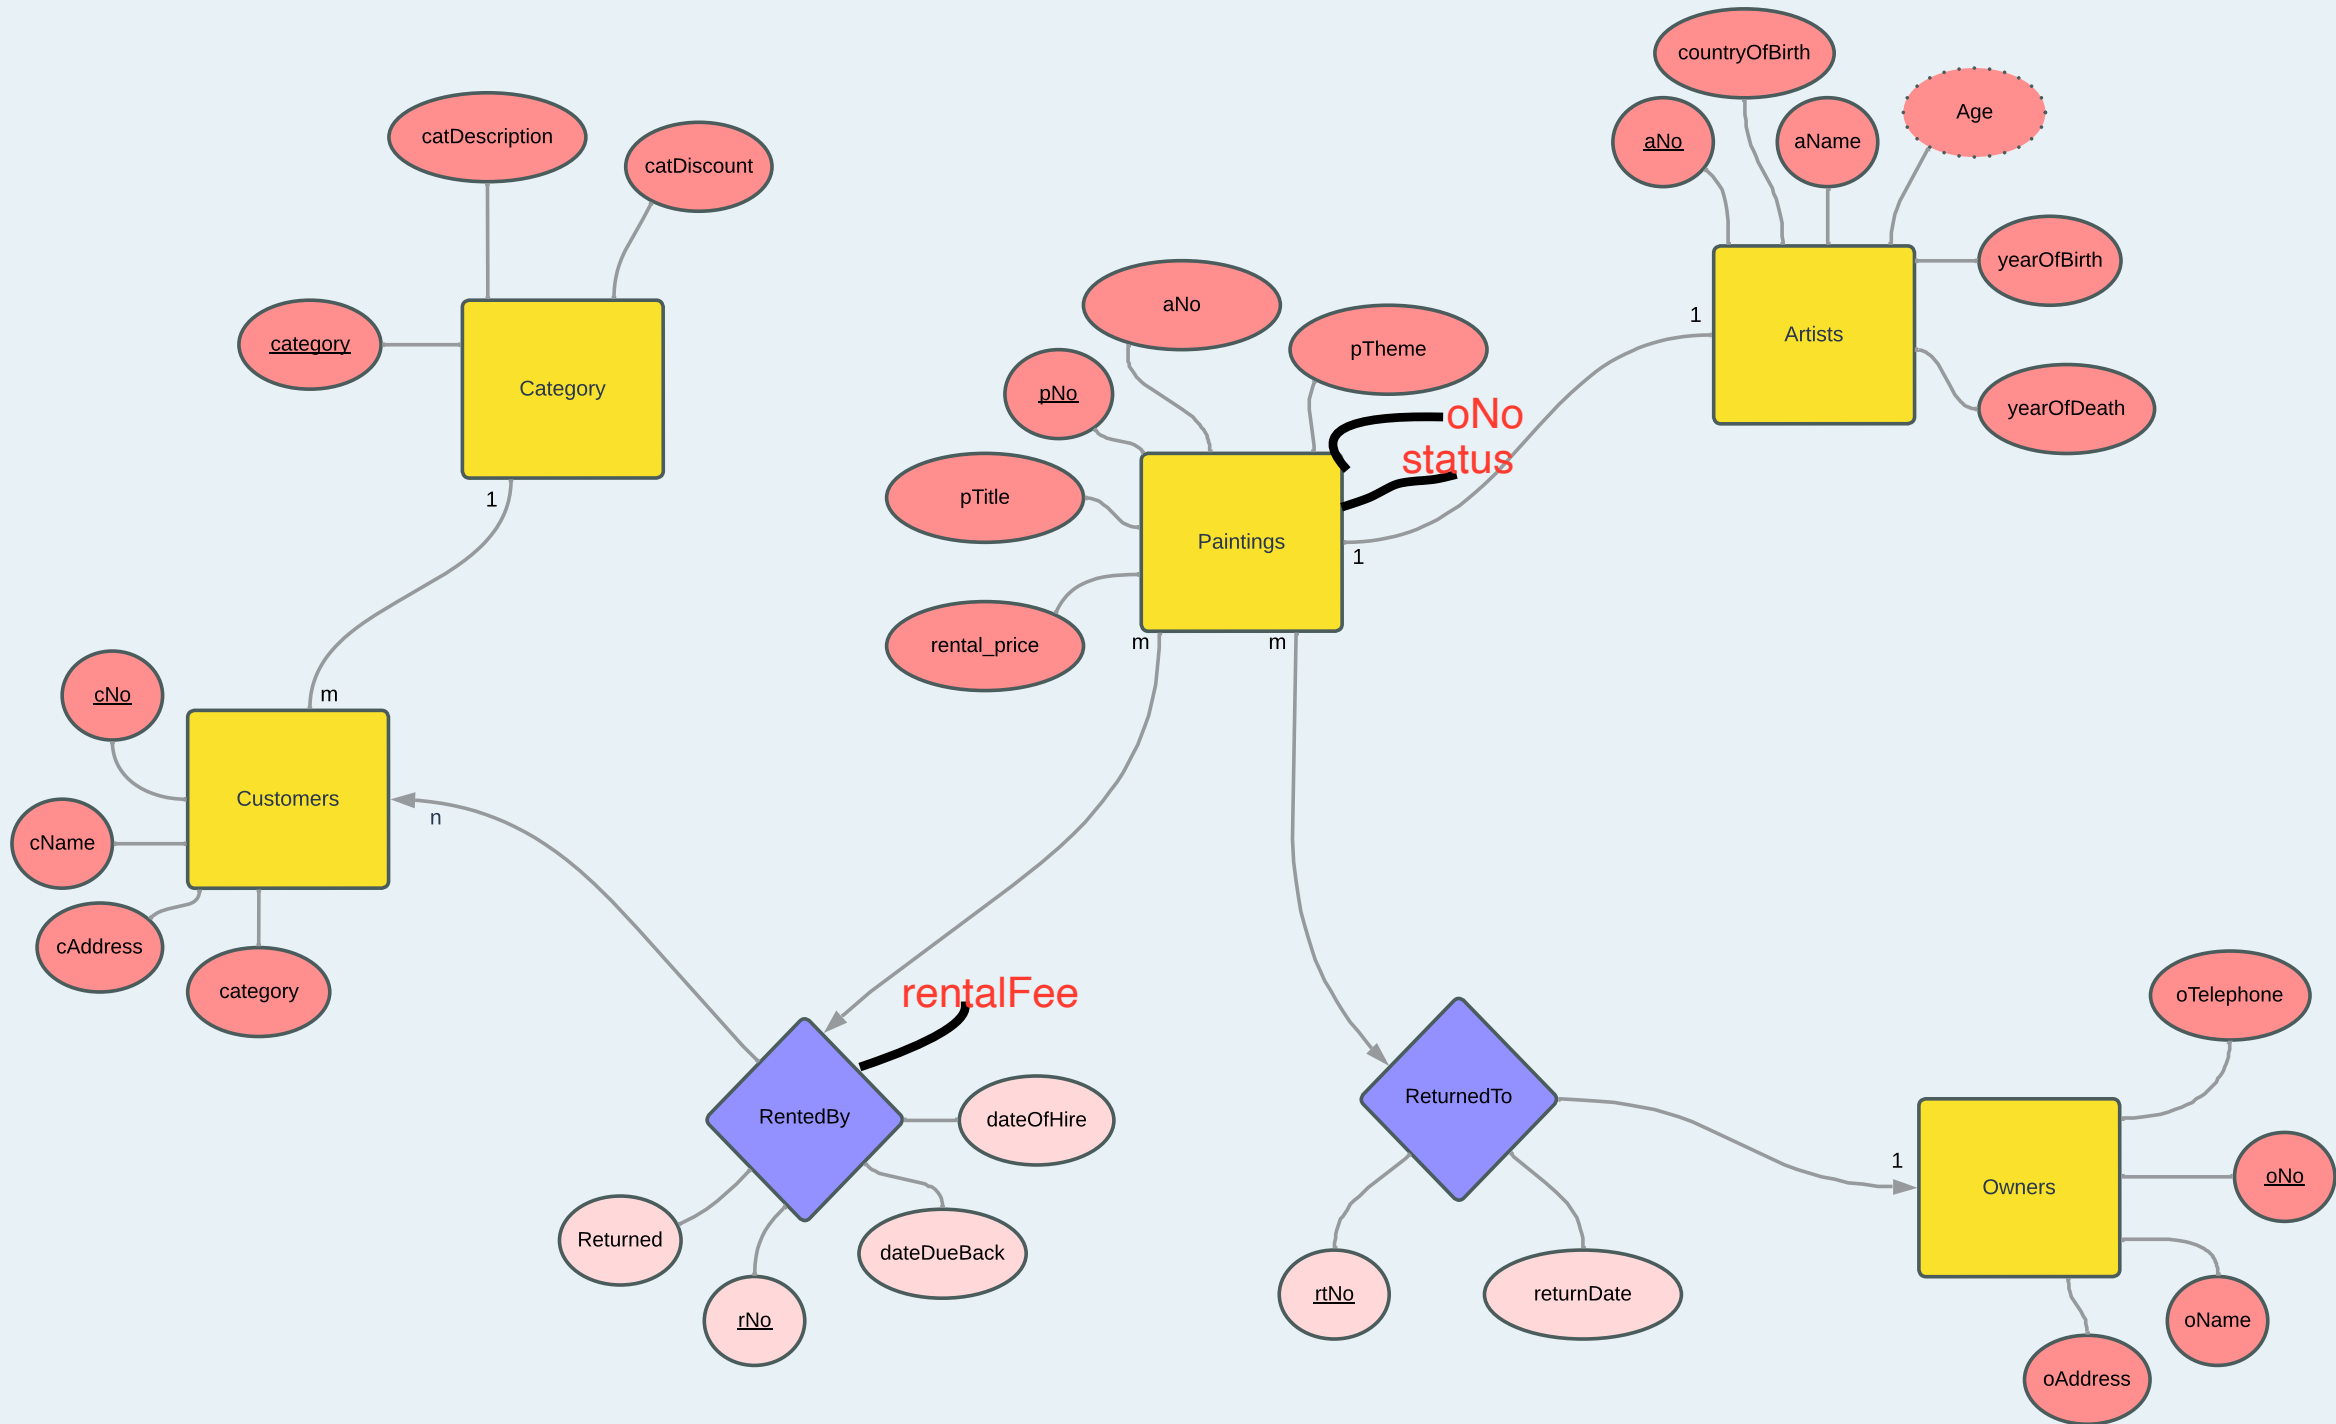 countryOfBirth
Age
aNo
aName
catDescription
catDiscount
yearOfBirth
aNo
1
Artists
category
pTheme
Category
pNo
oNo
yearOfDeath
status
1
pTitle
Paintings
1
m
m
rental_price
cNo
m
Customers
n
cName
cAddress
category
rentalFee
oTelephone
RentedBy
dateOfHire
ReturnedTo
1
oNo
Owners
Returned
dateDueBack
rNo
rtNo
returnDate
oName
oAddress